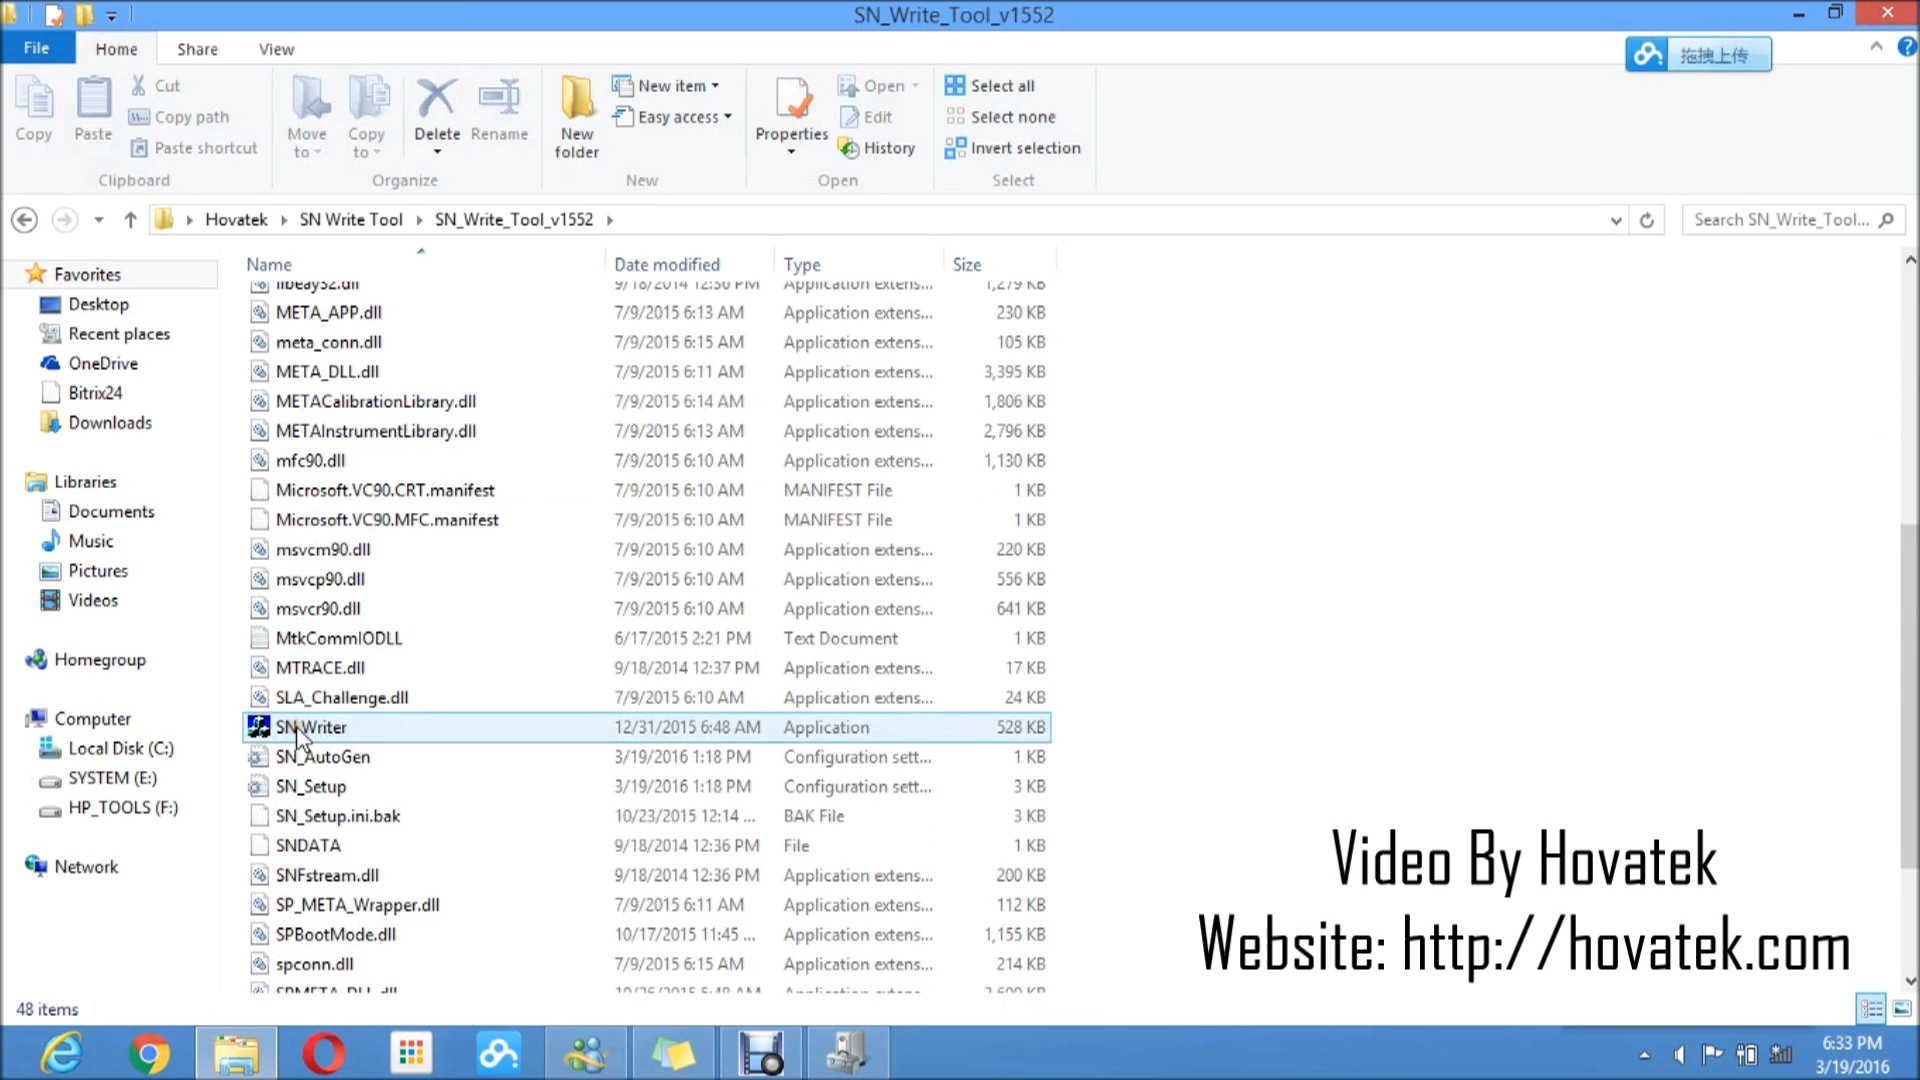 SN_Write_Tool_v1552
File Home Share View
拖拽上传
Copy
Paste
Cut
Copy path
Paste shortcut
Clipboard
Move to
Copy to
Delete
Rename
Organize
New folder
New item
Easy access
New
Properties
Open
Edit
History
Open
Select all
Select none
Invert selection
Select
Hovatek SN Write Tool SN_Write_Tool_v1552
Search SN_Write_Tool...
Favorites
Desktop
Recent places
OneDrive
Bitrix24
Downloads
Libraries
Documents
Music
Pictures
Videos
Homegroup
Computer
Local Disk (C:)
SYSTEM (E:)
HP_TOOLS (F:)
Network
Name Date modified Type Size
libeay32.dll 9/18/2014 12:36 PM Application extens... 1,279 KB
META_APP.dll 7/9/2015 6:13 AM Application extens... 230 KB
meta_conn.dll 7/9/2015 6:15 AM Application extens... 105 KB
META_DLL.dll 7/9/2015 6:11 AM Application extens... 3,395 KB
METACalibrationLibrary.dll 7/9/2015 6:14 AM Application extens... 1,806 KB
METAInstrumentLibrary.dll 7/9/2015 6:13 AM Application extens... 2,796 KB
mfc90.dll 7/9/2015 6:10 AM Application extens... 1,130 KB
Microsoft.VC90.CRT.manifest 7/9/2015 6:10 AM MANIFEST File 1 KB
Microsoft.VC90.MFC.manifest 7/9/2015 6:10 AM MANIFEST File 1 KB
msvcm90.dll 7/9/2015 6:10 AM Application extens... 220 KB
msvcp90.dll 7/9/2015 6:10 AM Application extens... 556 KB
msvcr90.dll 7/9/2015 6:10 AM Application extens... 641 KB
MtkCommIODLL 6/17/2015 2:21 PM Text Document 1 KB
MTRACE.dll 9/18/2014 12:37 PM Application extens... 17 KB
SLA_Challenge.dll 7/9/2015 6:10 AM Application extens... 24 KB
SN Writer 12/31/2015 6:48 AM Application 528 KB
SN_AutoGen 3/19/2016 1:18 PM Configuration sett... 1 KB
SN_Setup 3/19/2016 1:18 PM Configuration sett... 3 KB
SN_Setup.ini.bak 10/23/2015 12:14 ... BAK File 3 KB
SNDATA 9/18/2014 12:36 PM File 1 KB
SNFstream.dll 9/18/2014 12:36 PM Application extens... 200 KB
SP_META_Wrapper.dll 7/9/2015 6:11 AM Application extens... 112 KB
SPBootMode.dll 10/17/2015 11:45 ... Application extens... 1,155 KB
spconn.dll 7/9/2015 6:15 AM Application extens... 214 KB
SPMETA_DLL.dll 10/26/2015 5:48 AM Application extens...
Video By Hovatek
Website: http://hovatek.com
48 items
6:33 PM
3/19/2016